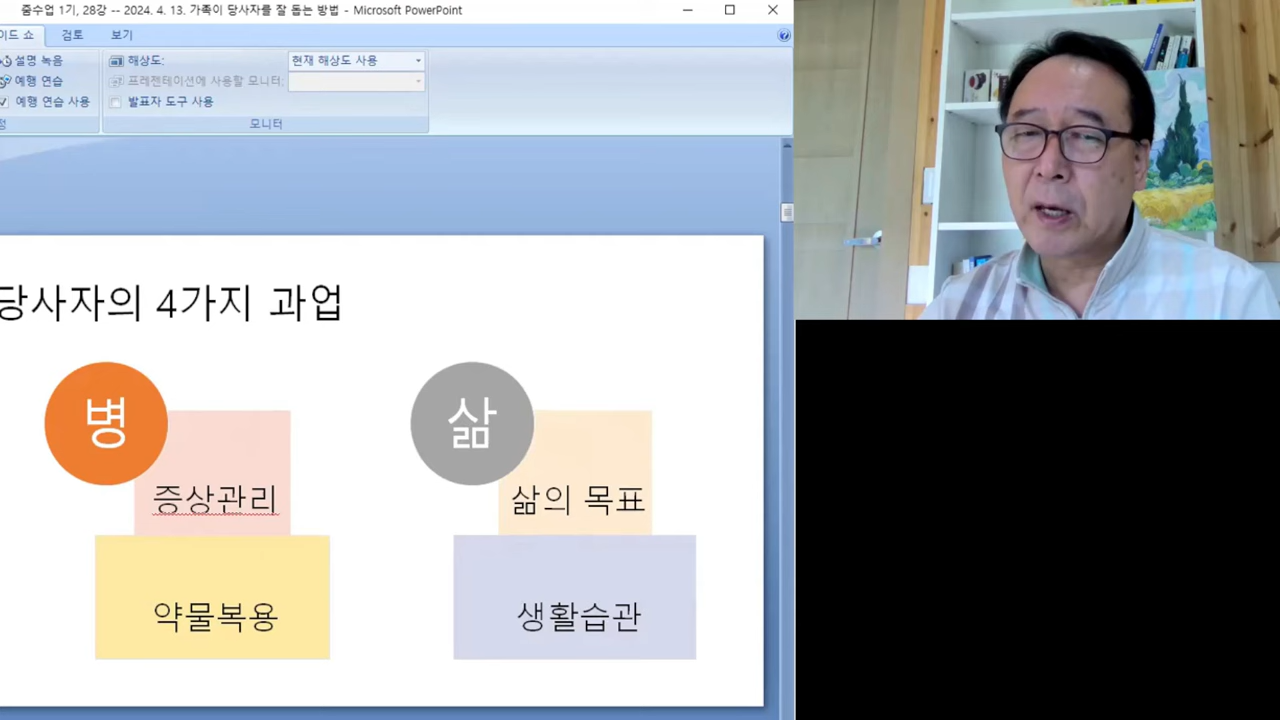 줌수업 1기, 28강 -- 2024. 4. 13. 가족이 당사자를 잘 돕는 방법 - Microsoft PowerPoint
이드 쇼 검토 보기
설명 녹음
예행 연습
예행 연습 사용
정
해상도:
현재 해상도 사용
프레젠테이션에 사용할 모니터:
발표자 도구 사용
모니터
당사자의 4가지 과업
병
증상관리
약물복용
삶
삶의 목표
생활습관